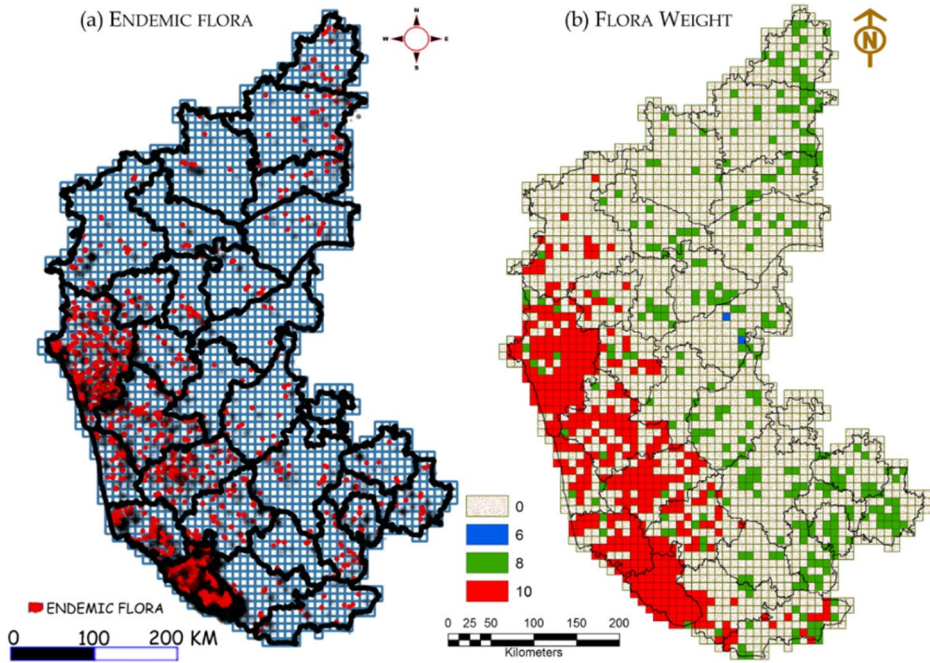 (a) ENDEMIC FLORA
N
W E
S
ENDEMIC FLORA
0 100 200 KM
(b) FLORA WEIGHT
N
0
6
8
10
0 25 50 100 150 200
Kilometers